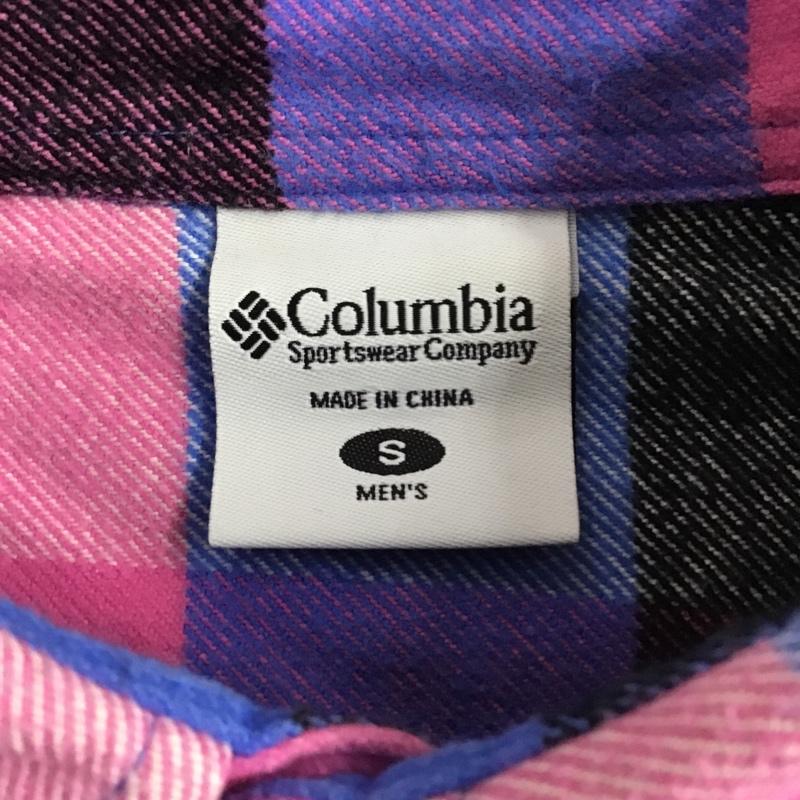 Columbia
Sportswear Company
MADE IN CHINA
S
MEN'S